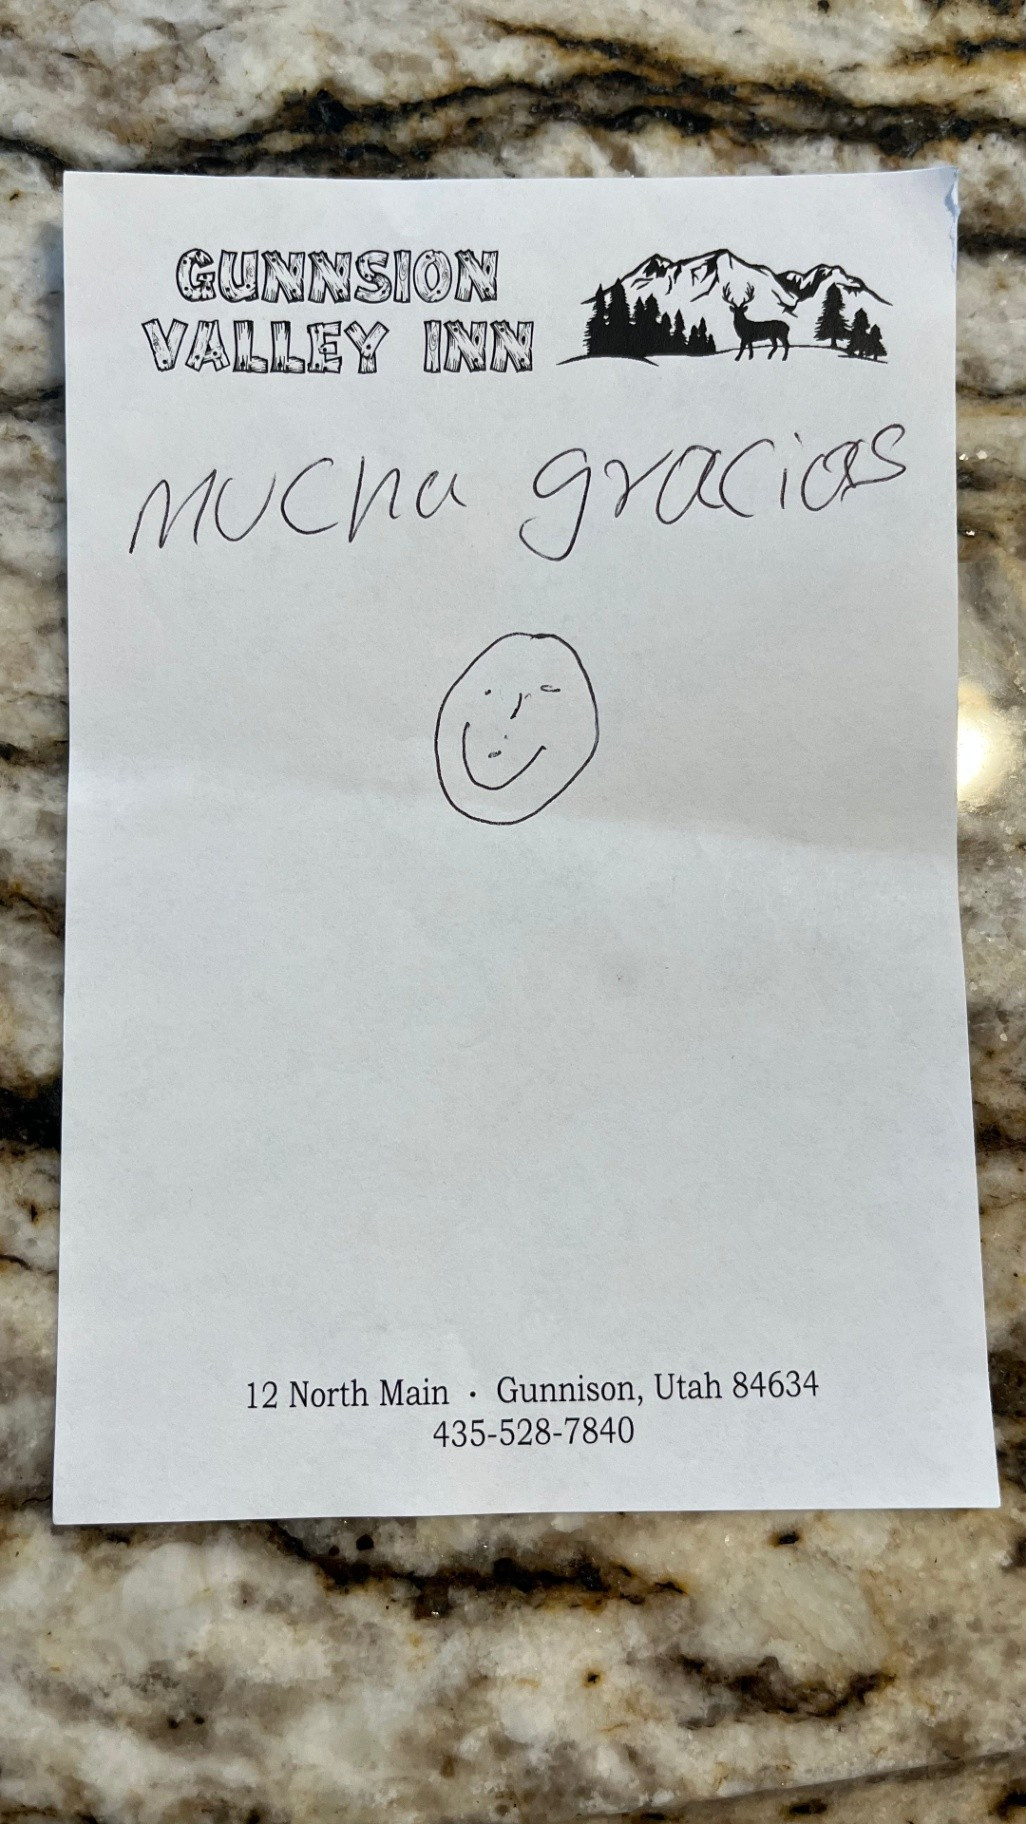 GUNNSION
VALLEY INN
Mucha gracias
12 North Main · Gunnison, Utah 84634
435-528-7840